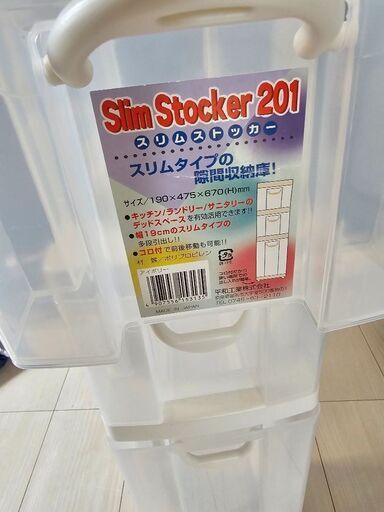 Slim Stocker 201
スリムストッカー
スリムタイプの
隙間収納庫!
サイズ/190×475×670(H)mm
●キッチン/ランドリー/サニタリーの
デッドスペースを有効活用できます!!
●幅19cmのスリムタイプの
多段引出し!!
●コロ付で前後移動も可能!!
材 質/ポリプロピレン
アイボリー
MADE IN JAPAN
平和工業株式会社